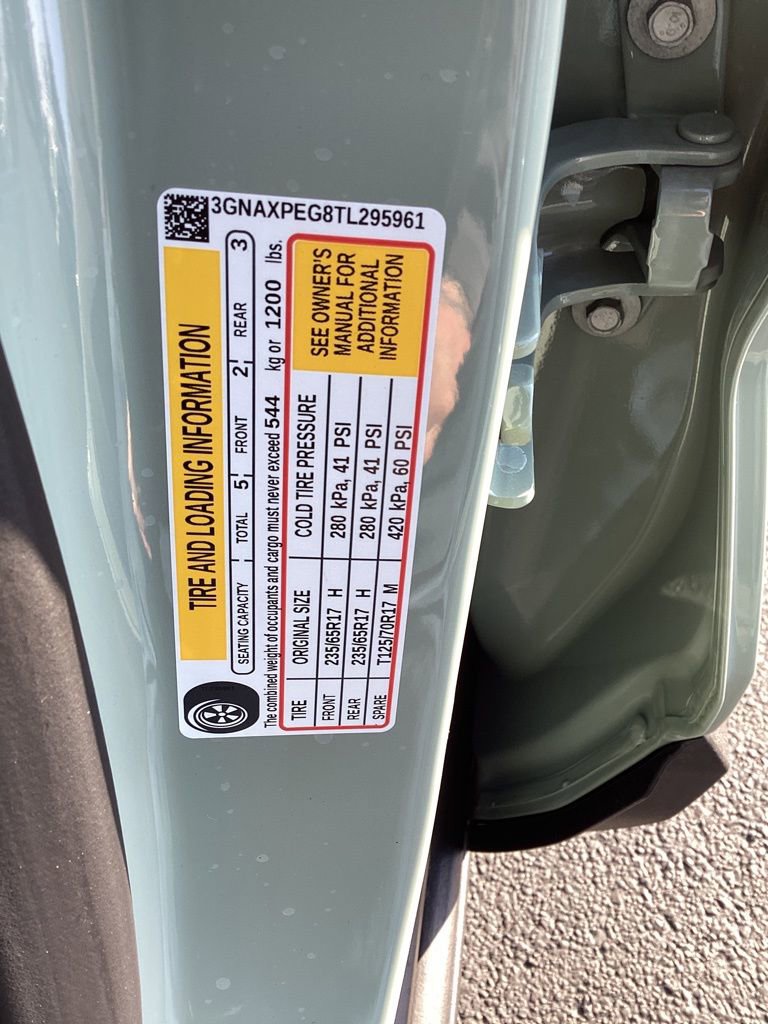 3GNAXPEG8TL295961
TIRE AND LOADING INFORMATION
SEATING CAPACITY TOTAL 5 FRONT 2 REAR 3
The combined weight of occupants and cargo must never exceed 544 kg or 1200 lbs.
TIRE ORIGINAL SIZE COLD TIRE PRESSURE
FRONT 235/65R17 H 280 kPa, 41 PSI
REAR 235/65R17 H 280 kPa, 41 PSI
SPARE T125/70R17 M 420 kPa, 60 PSI
SEE OWNER'S
MANUAL FOR
ADDITIONAL
INFORMATION